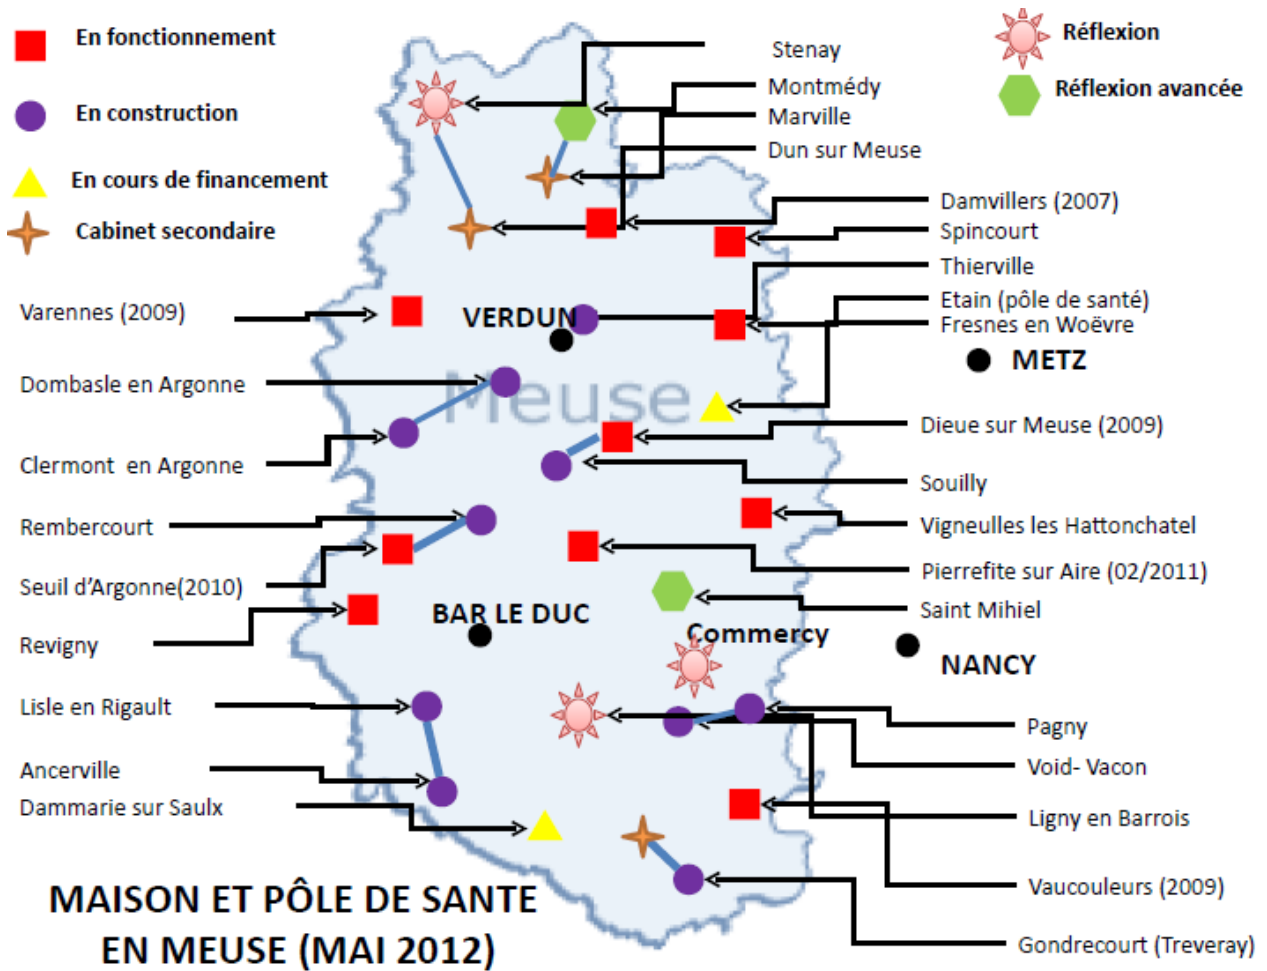 En fonctionnement
En construction
En cours de financement
Cabinet secondaire
Réflexion
Réflexion avancée
Stenay
Montmédy
Marville
Dun sur Meuse
Damvillers (2007)
Spincourt
Thierville
Etain (pôle de santé)
Fresnes en Woëvre
METZ
Dieue sur Meuse (2009)
Souilly
Vigneulles les Hattonchatel
Pierrefite sur Aire (02/2011)
Saint Mihiel
NANCY
Pagny
Void- Vacon
Ligny en Barrois
Vaucouleurs (2009)
Gondrecourt (Treveray)
Varennes (2009)
Dombasle en Argonne
Clermont en Argonne
Rembercourt
Seuil d’Argonne(2010)
Revigny
Lisle en Rigault
Ancerville
Dammarie sur Saulx
VERDUN
Meuse
BAR LE DUC
Commercy
MAISON ET PÔLE DE SANTE
EN MEUSE (MAI 2012)